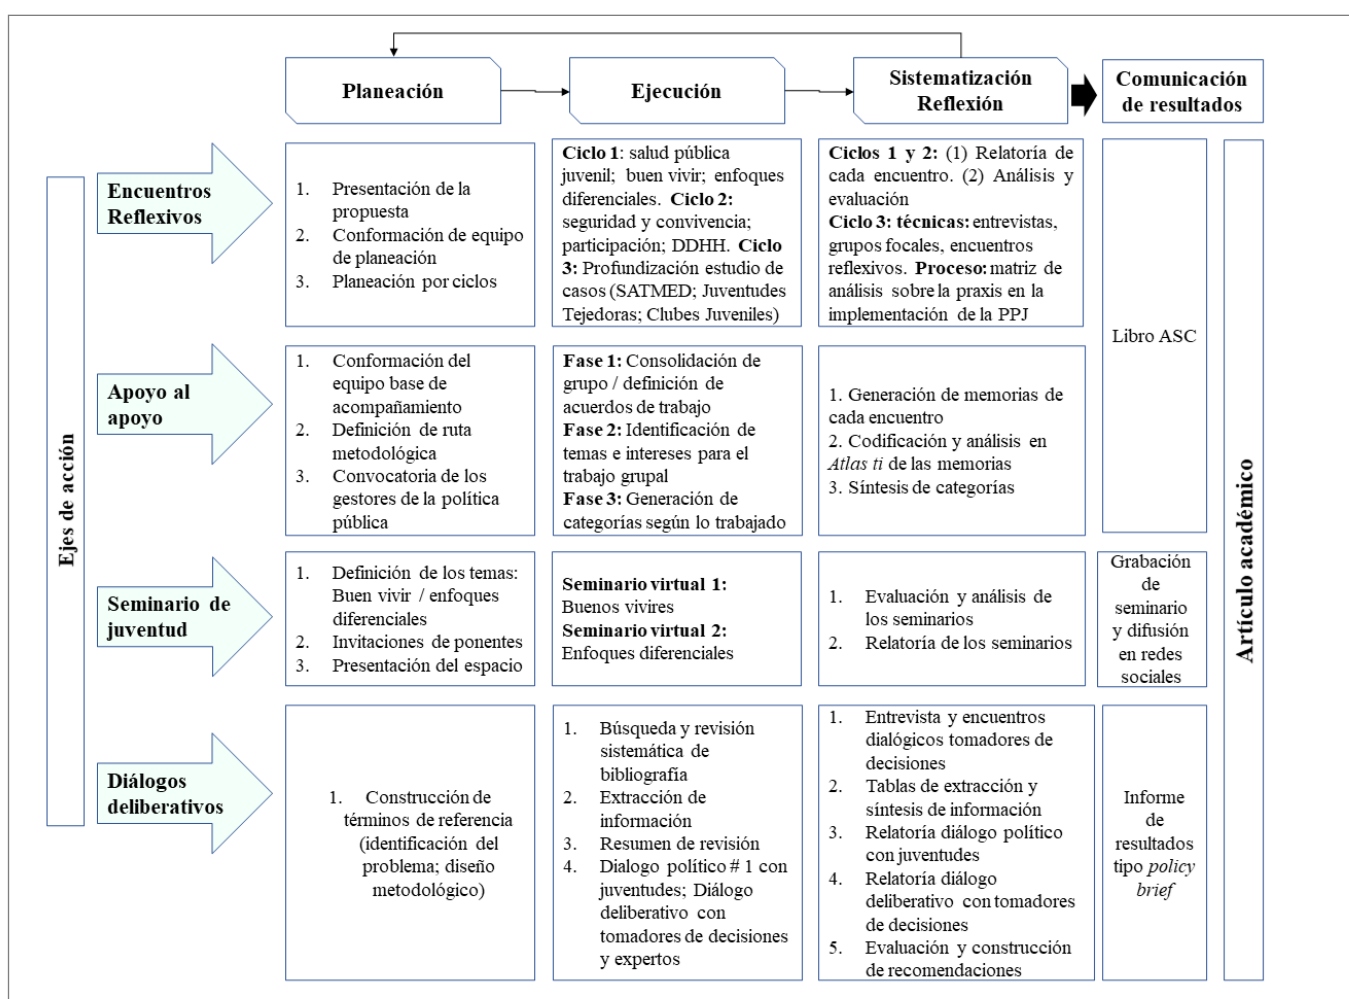 Planeación
Ejecución
Sistematización
Reflexión
Comunicación
de resultados
Ejes de acción
Encuentros
Reflexivos
1. Presentación de la
propuesta
2. Conformación de equipo
de planeación
3. Planeación por ciclos
Ciclo 1: salud pública
juvenil; buen vivir; enfoques
diferenciales. Ciclo 2:
seguridad y convivencia;
participación; DDHH. Ciclo
3: Profundización estudio de
casos (SATMED; Juventudes
Tejedoras; Clubes Juveniles)
Ciclos 1 y 2: (1) Relatoría de
cada encuentro. (2) Análisis y
evaluación
Ciclo 3: técnicas: entrevistas,
grupos focales, encuentros
reflexivos. Proceso: matriz de
análisis sobre la praxis en la
implementación de la PPJ
Libro ASC
Apoyo al
apoyo
1. Conformación del
equipo base de
acompañamiento
2. Definición de ruta
metodológica
3. Convocatoria de los
gestores de la política
pública
Fase 1: Consolidación de
grupo / definición de
acuerdos de trabajo
Fase 2: Identificación de
temas e intereses para el
trabajo grupal
Fase 3: Generación de
categorías según lo trabajado
1. Generación de memorias de
cada encuentro
2. Codificación y análisis en
Atlas ti de las memorias
3. Síntesis de categorías
Seminario de
juventud
1. Definición de los temas:
Buen vivir / enfoques
diferenciales
2. Invitaciones de ponentes
3. Presentación del espacio
Seminario virtual 1:
Buenos vivires
Seminario virtual 2:
Enfoques diferenciales
1. Evaluación y análisis de
los seminarios
2. Relatoría de los seminarios
Grabación
de
seminario
y difusión
en redes
sociales
Diálogos
deliberativos
1. Construcción de
términos de referencia
(identificación del
problema; diseño
metodológico)
1. Búsqueda y revisión
sistemática de
bibliografía
2. Extracción de
información
3. Resumen de revisión
4. Dialogo político # 1 con
juventudes; Diálogo
deliberativo con
tomadores de decisiones
y expertos
1. Entrevista y encuentros
dialógicos tomadores de
decisiones
2. Tablas de extracción y
síntesis de información
3. Relatoría diálogo político
con juventudes
4. Relatoría diálogo
deliberativo con tomadores
de decisiones
5. Evaluación y construcción
de recomendaciones
Informe
de
resultados
tipo policy
brief
Artículo académico